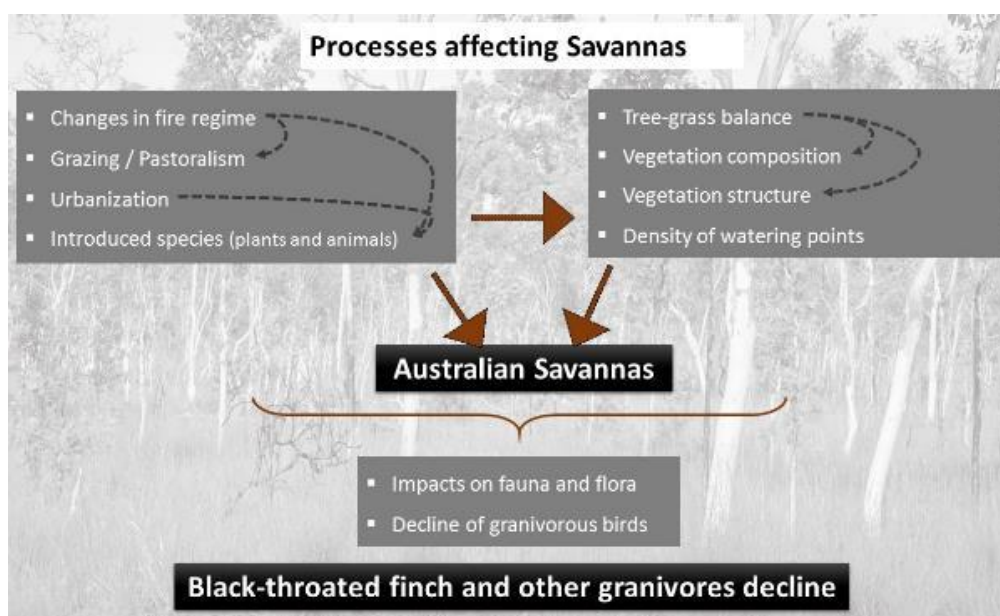 Processes affecting Savannas
▪ Changes in fire regime
▪ Grazing / Pastoralism
▪ Urbanization
▪ Introduced species (plants and animals)
▪ Tree-grass balance
▪ Vegetation composition
▪ Vegetation structure
▪ Density of watering points
Australian Savannas
▪ Impacts on fauna and flora
▪ Decline of granivorous birds
Black-throated finch and other granivores decline